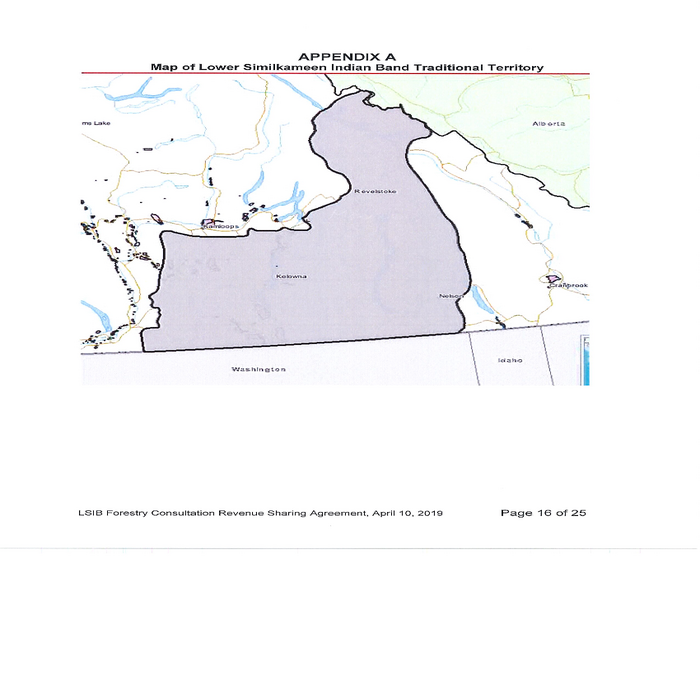 APPENDIX A
Map of Lower Similkameen Indian Band Traditional Territory
ms Lake
Alberta
Revelstoke
Kamloops
Kelowna
Cranbrook
Nelson
Idaho
Washington
LSIB Forestry Consultation Revenue Sharing Agreement, April 10, 2019 Page 16 of 25